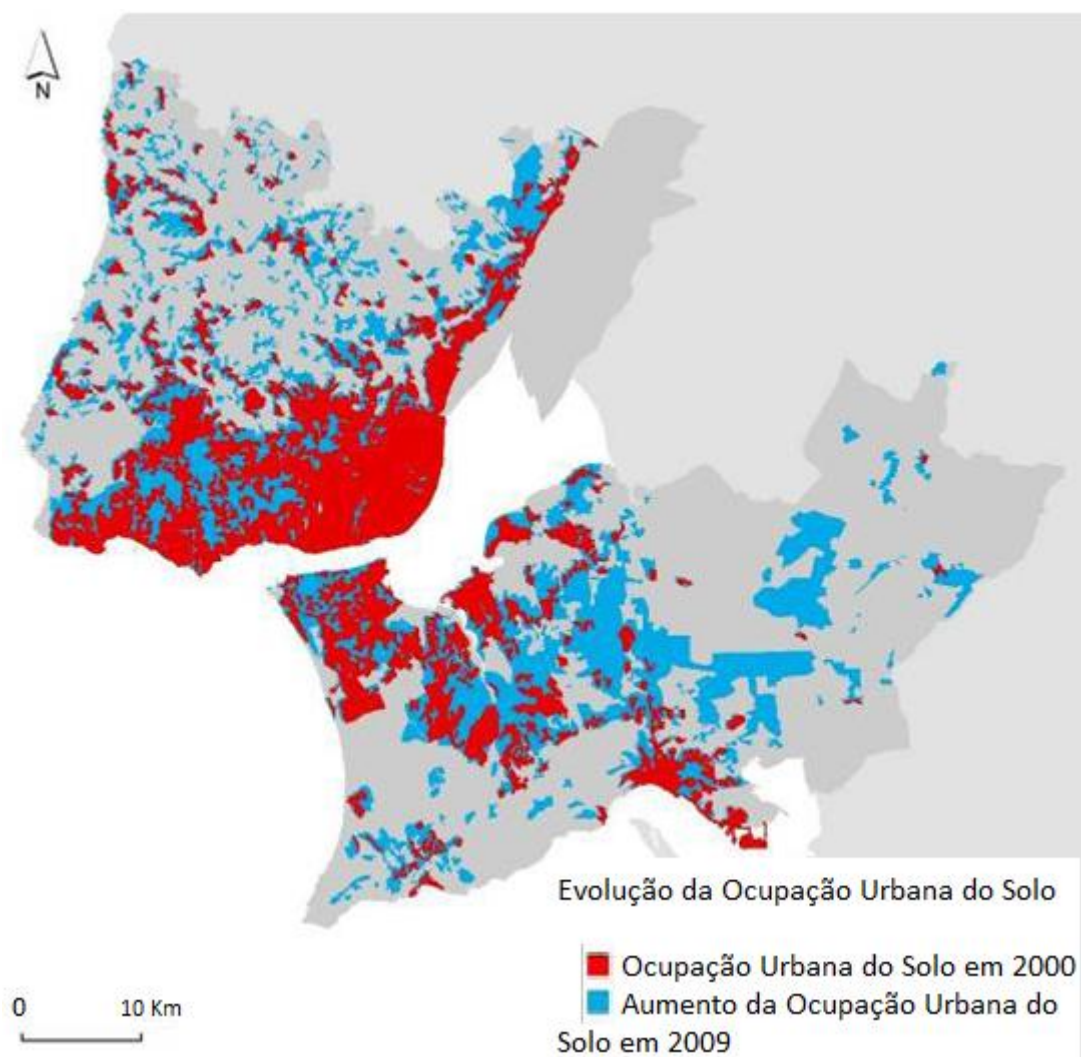 N
Evolução da Ocupação Urbana do Solo
Ocupação Urbana do Solo em 2000
Aumento da Ocupação Urbana do
Solo em 2009
0 10 Km